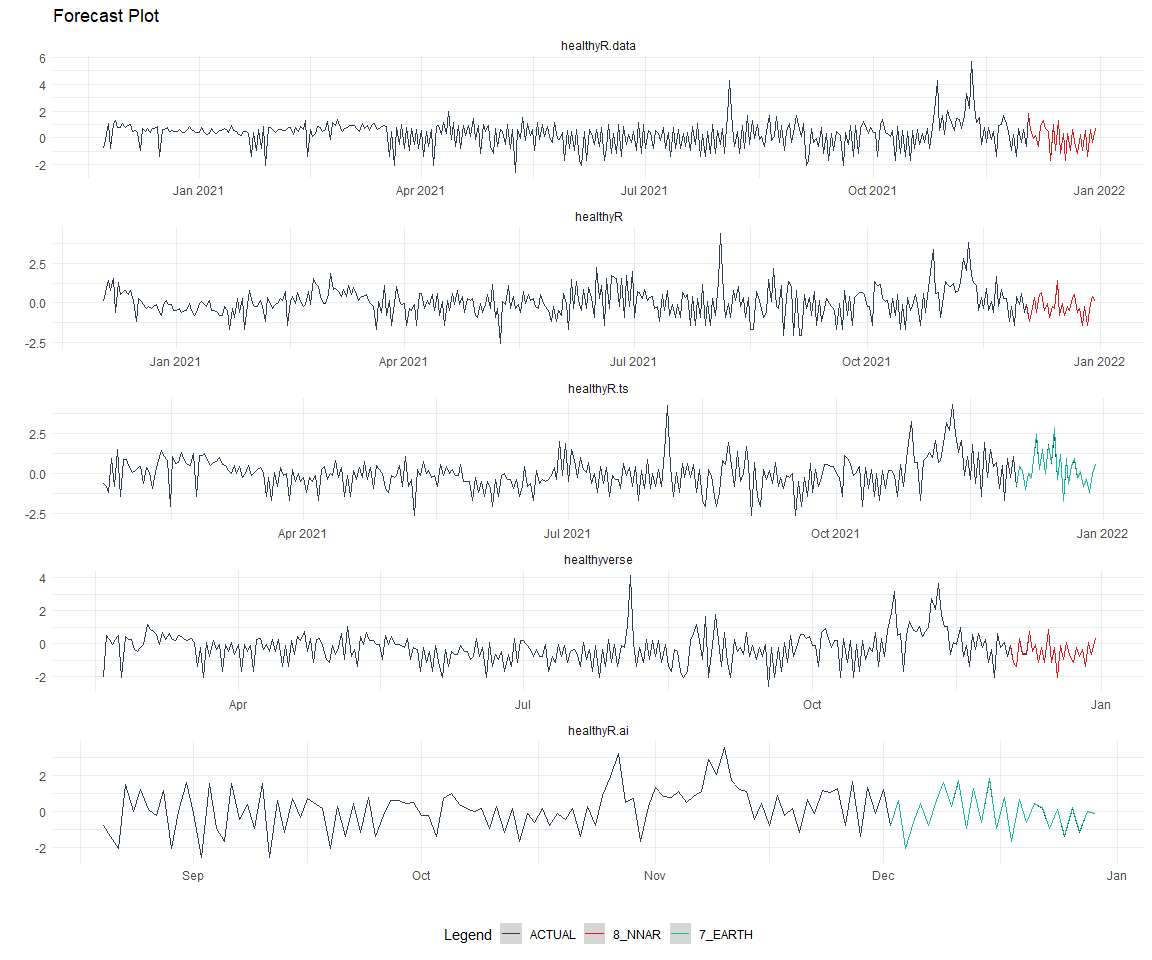 Forecast Plot
healthyR.data
6
4
2
0
-2
Jan 2021 Apr 2021 Jul 2021 Oct 2021 Jan 2022
healthyR
2.5
0.0
-2.5
Jan 2021 Apr 2021 Jul 2021 Oct 2021 Jan 2022
healthyR.ts
2.5
0.0
-2.5
Apr 2021 Jul 2021 Oct 2021 Jan 2022
healthyverse
4
2
0
-2
Apr Jul Oct Jan
healthyR.ai
2
0
-2
Sep Oct Nov Dec Jan
Legend ACTUAL 8_NNAR 7_EARTH